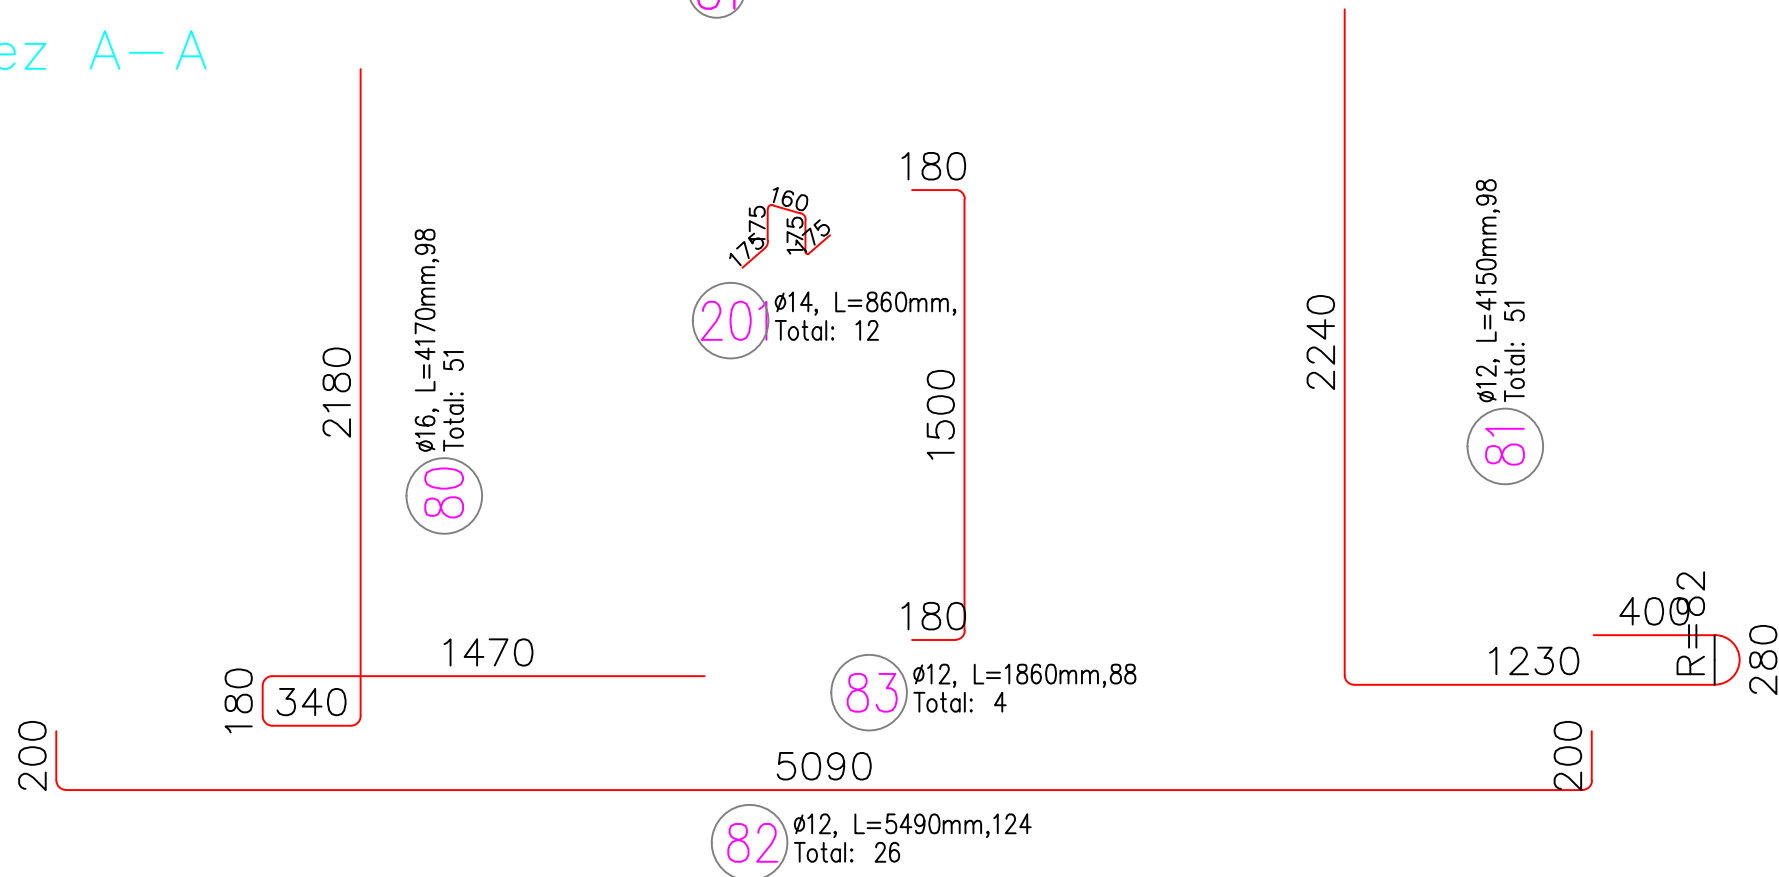 ez A-A
180
160
175
175
175
175
201
ø14, L=860mm,
Total: 12
2180
ø16, L=4170mm,98
Total: 51
80
1500
2240
ø12, L=4150mm,98
Total: 51
81
180
400
R=82
280
1230
1470
180
340
83
ø12, L=1860mm,88
Total: 4
200
5090
200
82
ø12, L=5490mm,124
Total: 26